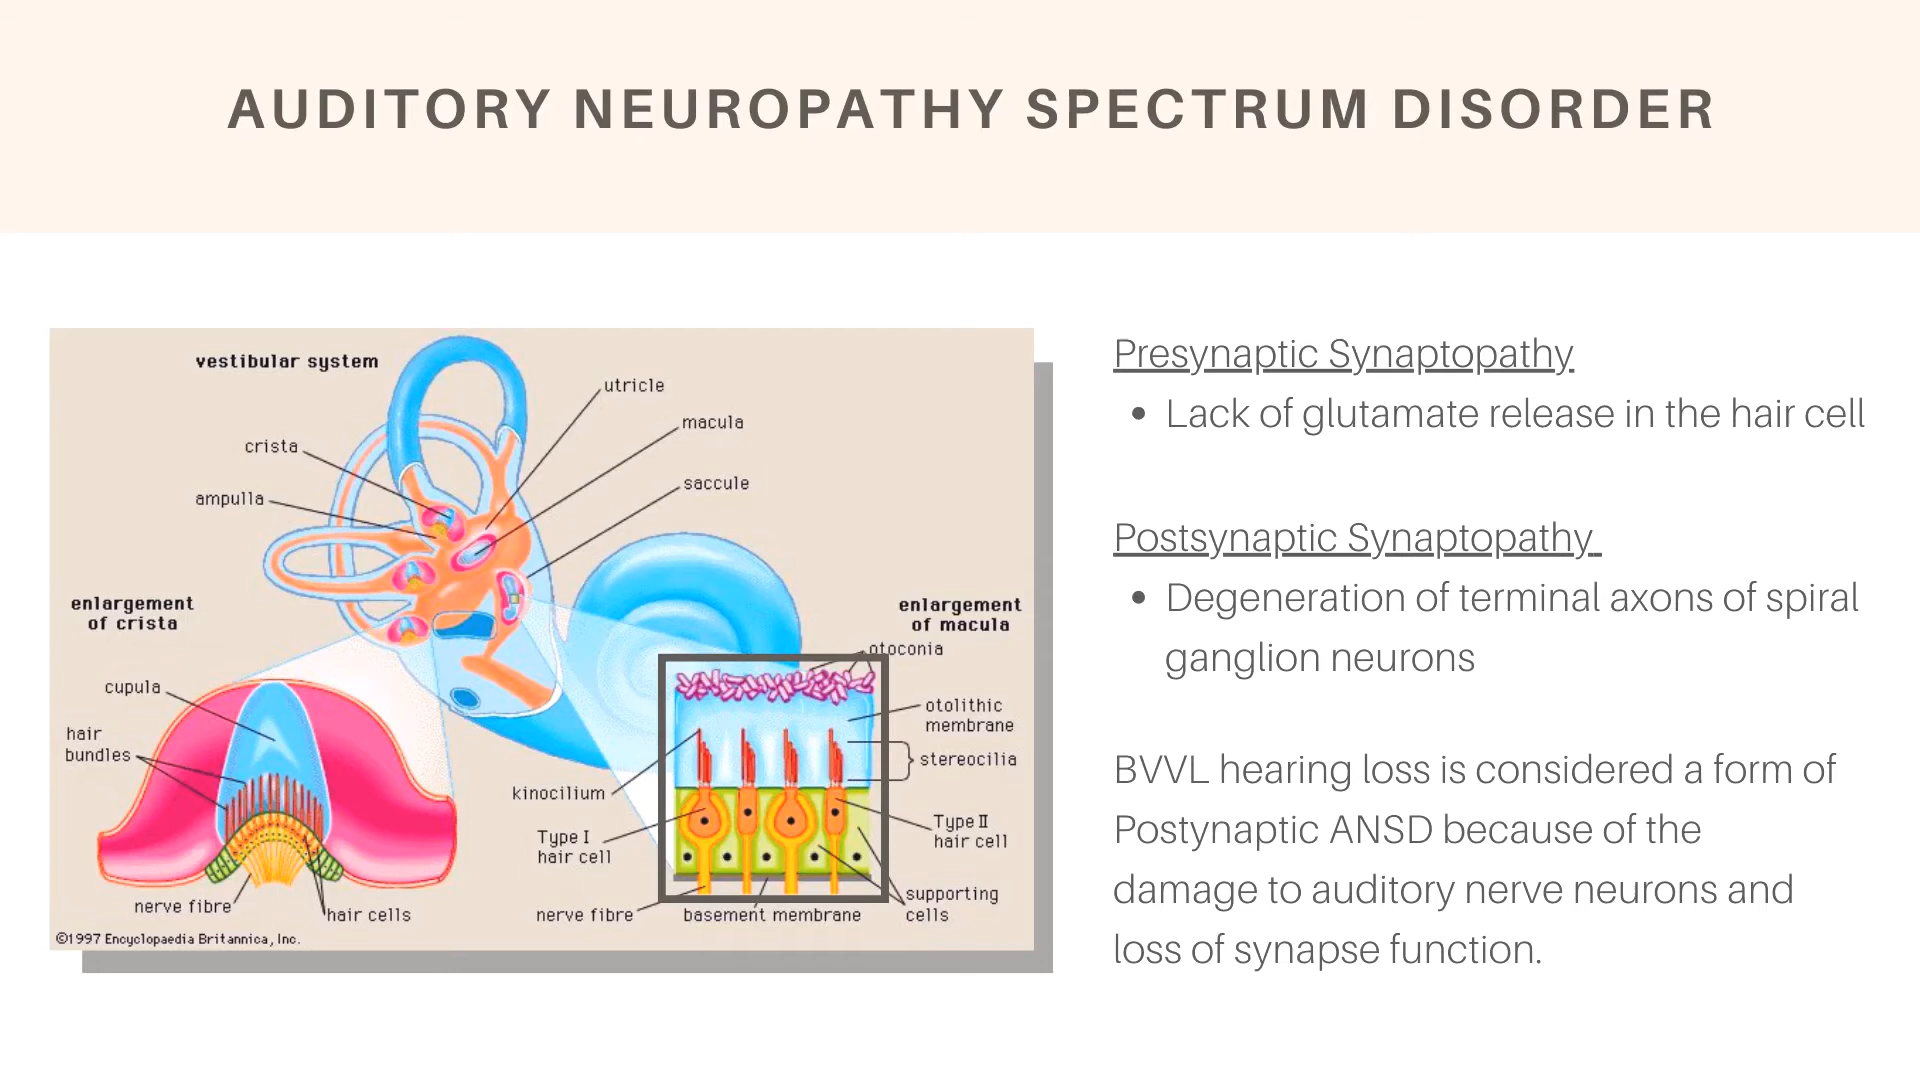 AUDITORY NEUROPATHY SPECTRUM DISORDER
vestibular system
utricle
macula
crista
saccule
ampulla
enlargement
of crista
enlargement
of macula
otoconia
cupula
otolithic
membrane
hair
bundles
stereocilia
kinocilium
Type I
hair cell
Type II
hair cell
supporting
cells
nerve fibre
hair cells
nerve fibre
basement membrane
©1997 Encyclopaedia Britannica, Inc.
Presynaptic Synaptopathy
• Lack of glutamate release in the hair cell
Postsynaptic Synaptopathy
• Degeneration of terminal axons of spiral
ganglion neurons
BVVL hearing loss is considered a form of
Postynaptic ANSD because of the
damage to auditory nerve neurons and
loss of synapse function.